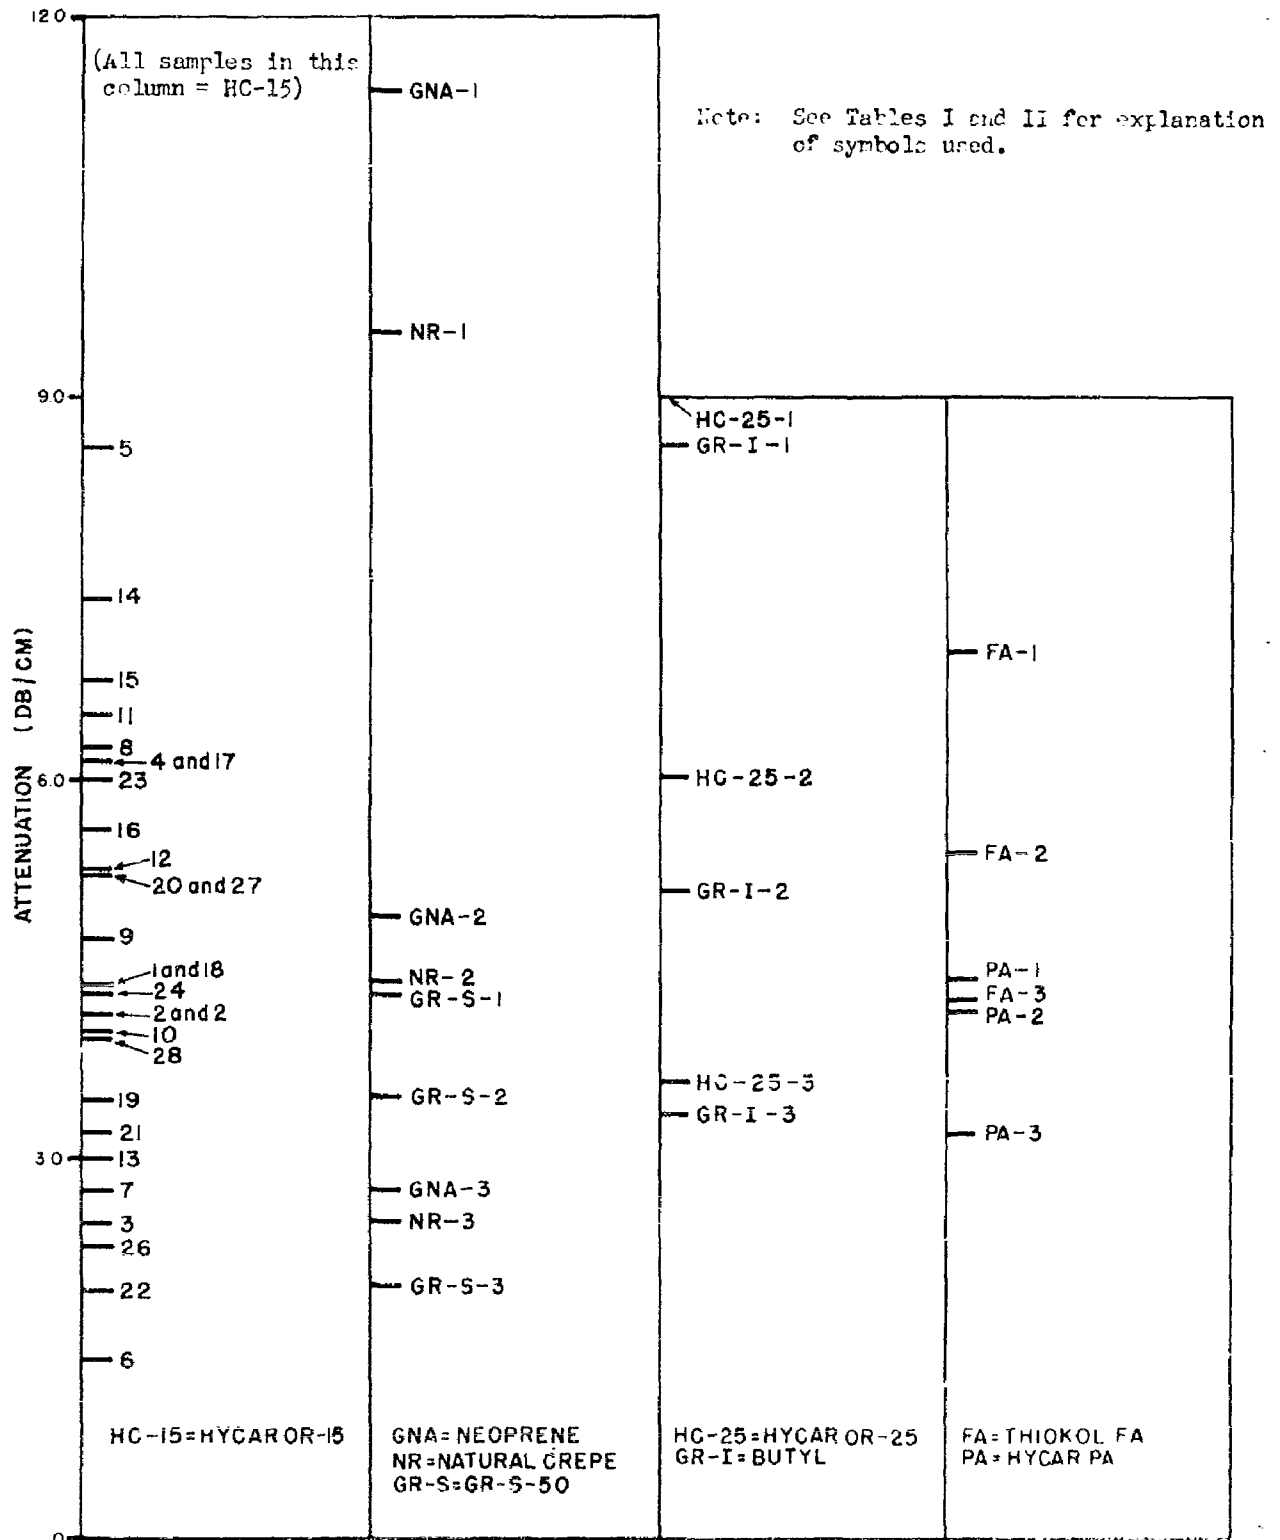 12.0
(All samples in this
column = HC-15)
GNA-1
Note: See Tables I and II for explanation
of symbols used.
NR-1
9.0
HC-25-1
5
GR-I-1
14
15
FA-1
11
8
4 and 17
6.0
23
HC-25-2
16
12
20 and 27
FA-2
GR-I-2
9
GNA-2
1 and 18
24
2 and 2
10
28
NR-2
GR-S-1
PA-1
FA-3
PA-2
HC-25-3
19
GR-S-2
GR-I-3
21
PA-3
3.0
13
7
GNA-3
3
NR-3
26
22
GR-S-3
6
0
ATTENUATION (DB/CM)
HC-15=HYCAR OR-15
GNA=NEOPRENE
NR=NATURAL CREPE
GR-S=GR-S-50
HC-25=HYCAR OR-25
GR-I=BUTYL
FA=THIOKOL FA
PA=HYCAR PA